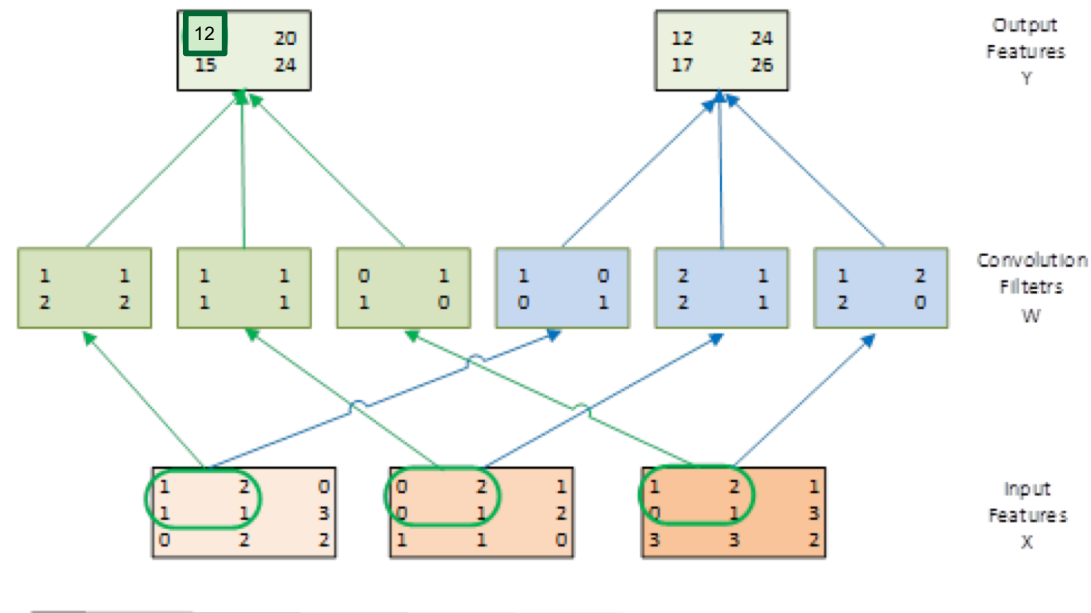 12 20
15 24
12 24
17 26
Output
Features
Y
1 1
2 2
1 1
1 1
0 1
1 0
1 0
0 1
2 1
2 1
1 2
2 0
Convolution
Filtetrs
W
1 2 0
1 1 3
0 2 2
0 2 1
0 1 2
1 1 0
1 2 1
0 1 3
3 3 2
Input
Features
X